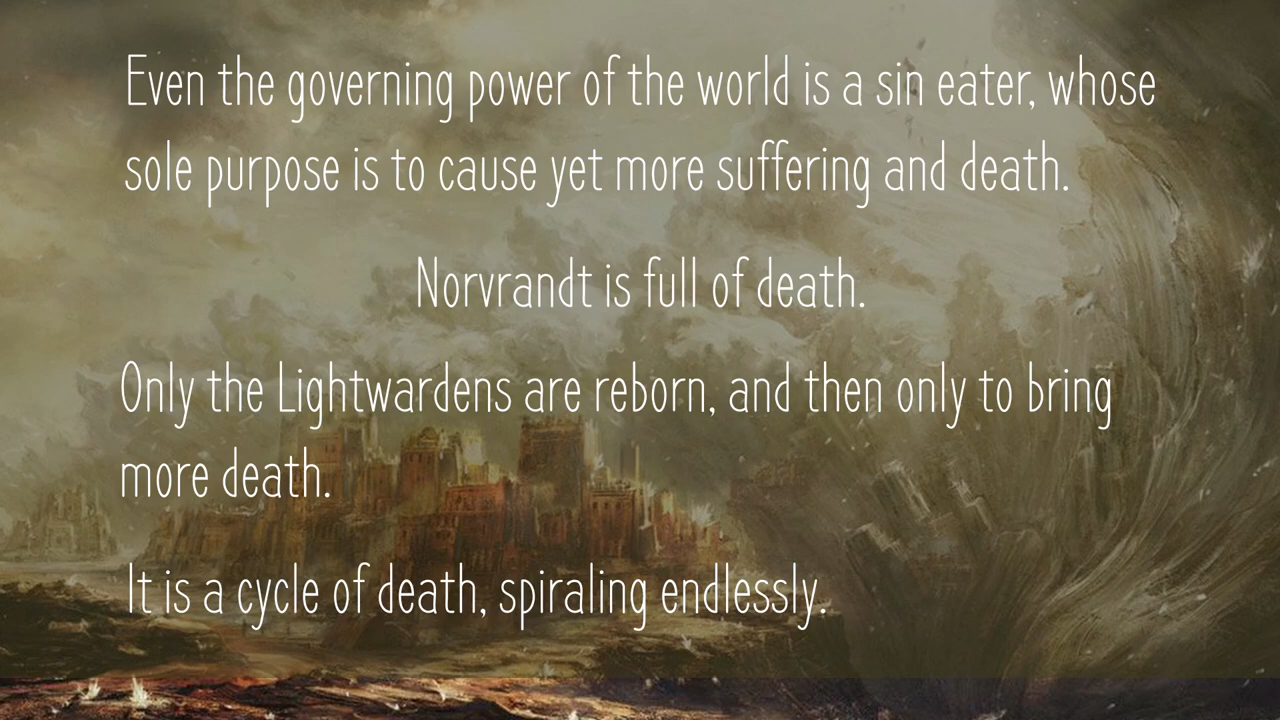 Even the governing power of the world is a sin eater, whose
sole purpose is to cause yet more suffering and death.
Norvrandt is full of death.
Only the Lightwardens are reborn, and then only to bring
more death.
It is a cycle of death, spiraling endlessly.